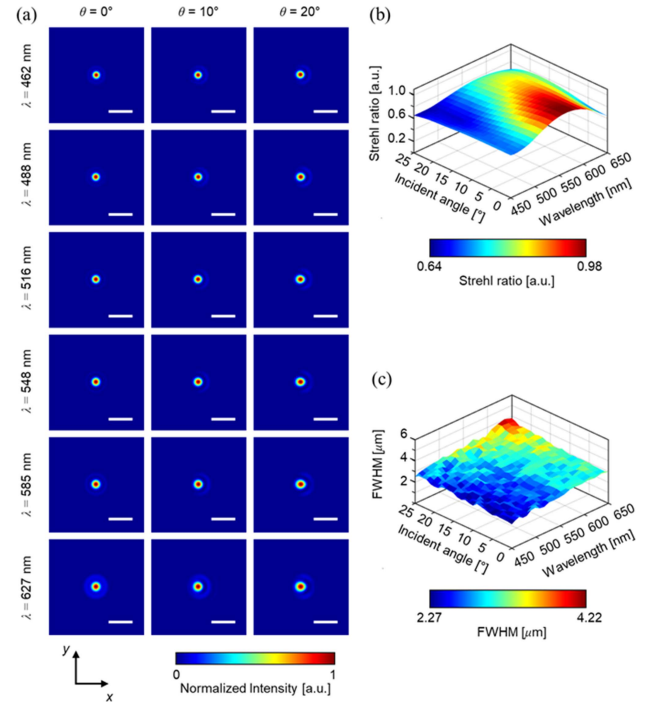 (a)
θ = 0°
θ = 10°
θ = 20°
λ = 462 nm
λ = 488 nm
λ = 516 nm
λ = 548 nm
λ = 585 nm
λ = 627 nm
y
x
0
1
Normalized Intensity [a.u.]
(b)
Strehl ratio [a.u.]
1.0
0.6
0.2
25
20
15
10
5
0
Incident angle [°]
450
500
550
600
650
Wavelength [nm]
0.64
0.98
Strehl ratio [a.u.]
(c)
FWHM [μm]
6
4
2
25
20
15
10
5
0
Incident angle [°]
450
500
550
600
650
Wavelength [nm]
2.27
4.22
FWHM [μm]